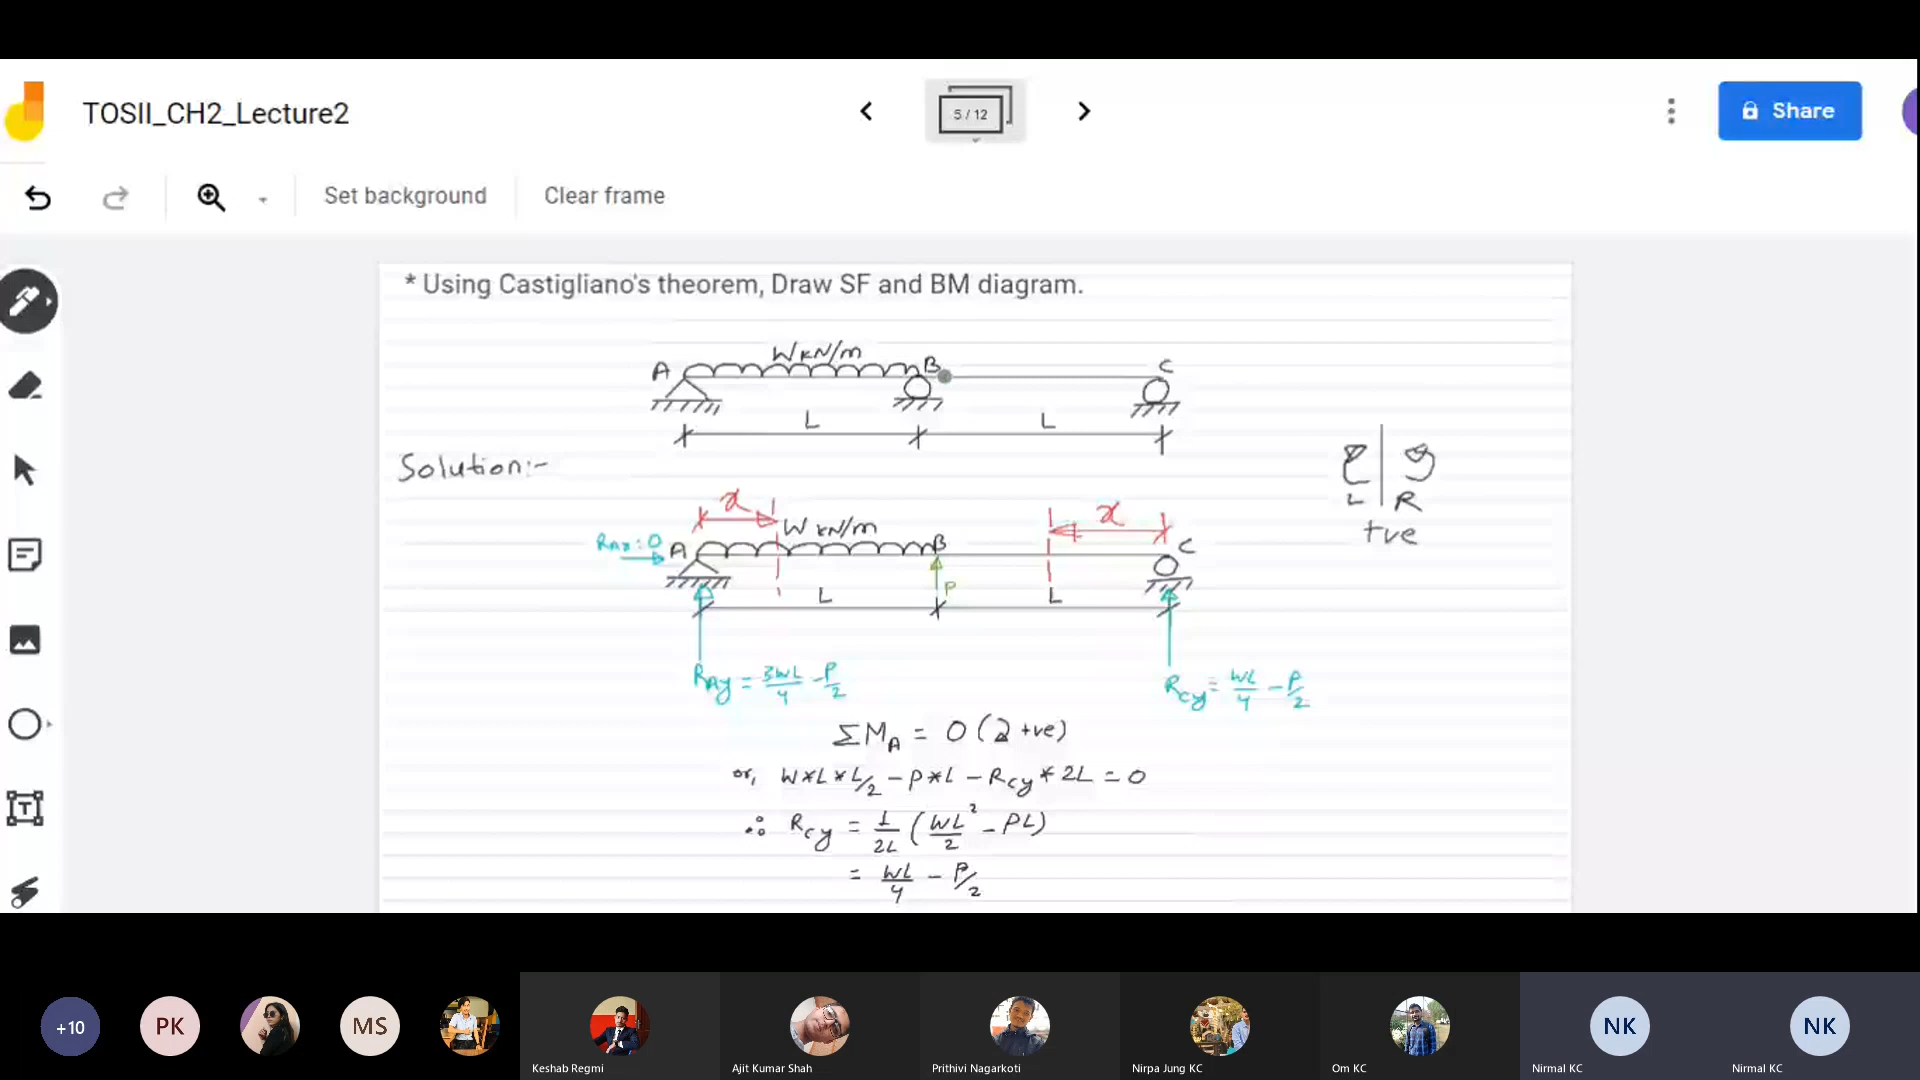 TOSII_CH2_Lecture2
5 / 12
Share
Set background
Clear frame
* Using Castigliano's theorem, Draw SF and BM diagram.
W kN/m
A
B
C
L
L
Solution:-
L R
+ve
x
x
W kN/m
RAx = 0
A
B
C
P
L
L
RAy = 3WL/4 - P/2
Rcy = WL/4 - P/2
ΣMA = 0 (↻ +ve)
or, W*L*L/2 - P*L - Rcy * 2L = 0
∴ Rcy = 1/2L (WL²/2 - PL)
= WL/4 - P/2
+10
PK
MS
NK
NK
Keshab Regmi
Ajit Kumar Shah
Prithivi Nagarkoti
Nirpa Jung KC
Om KC
Nirmal KC
Nirmal KC